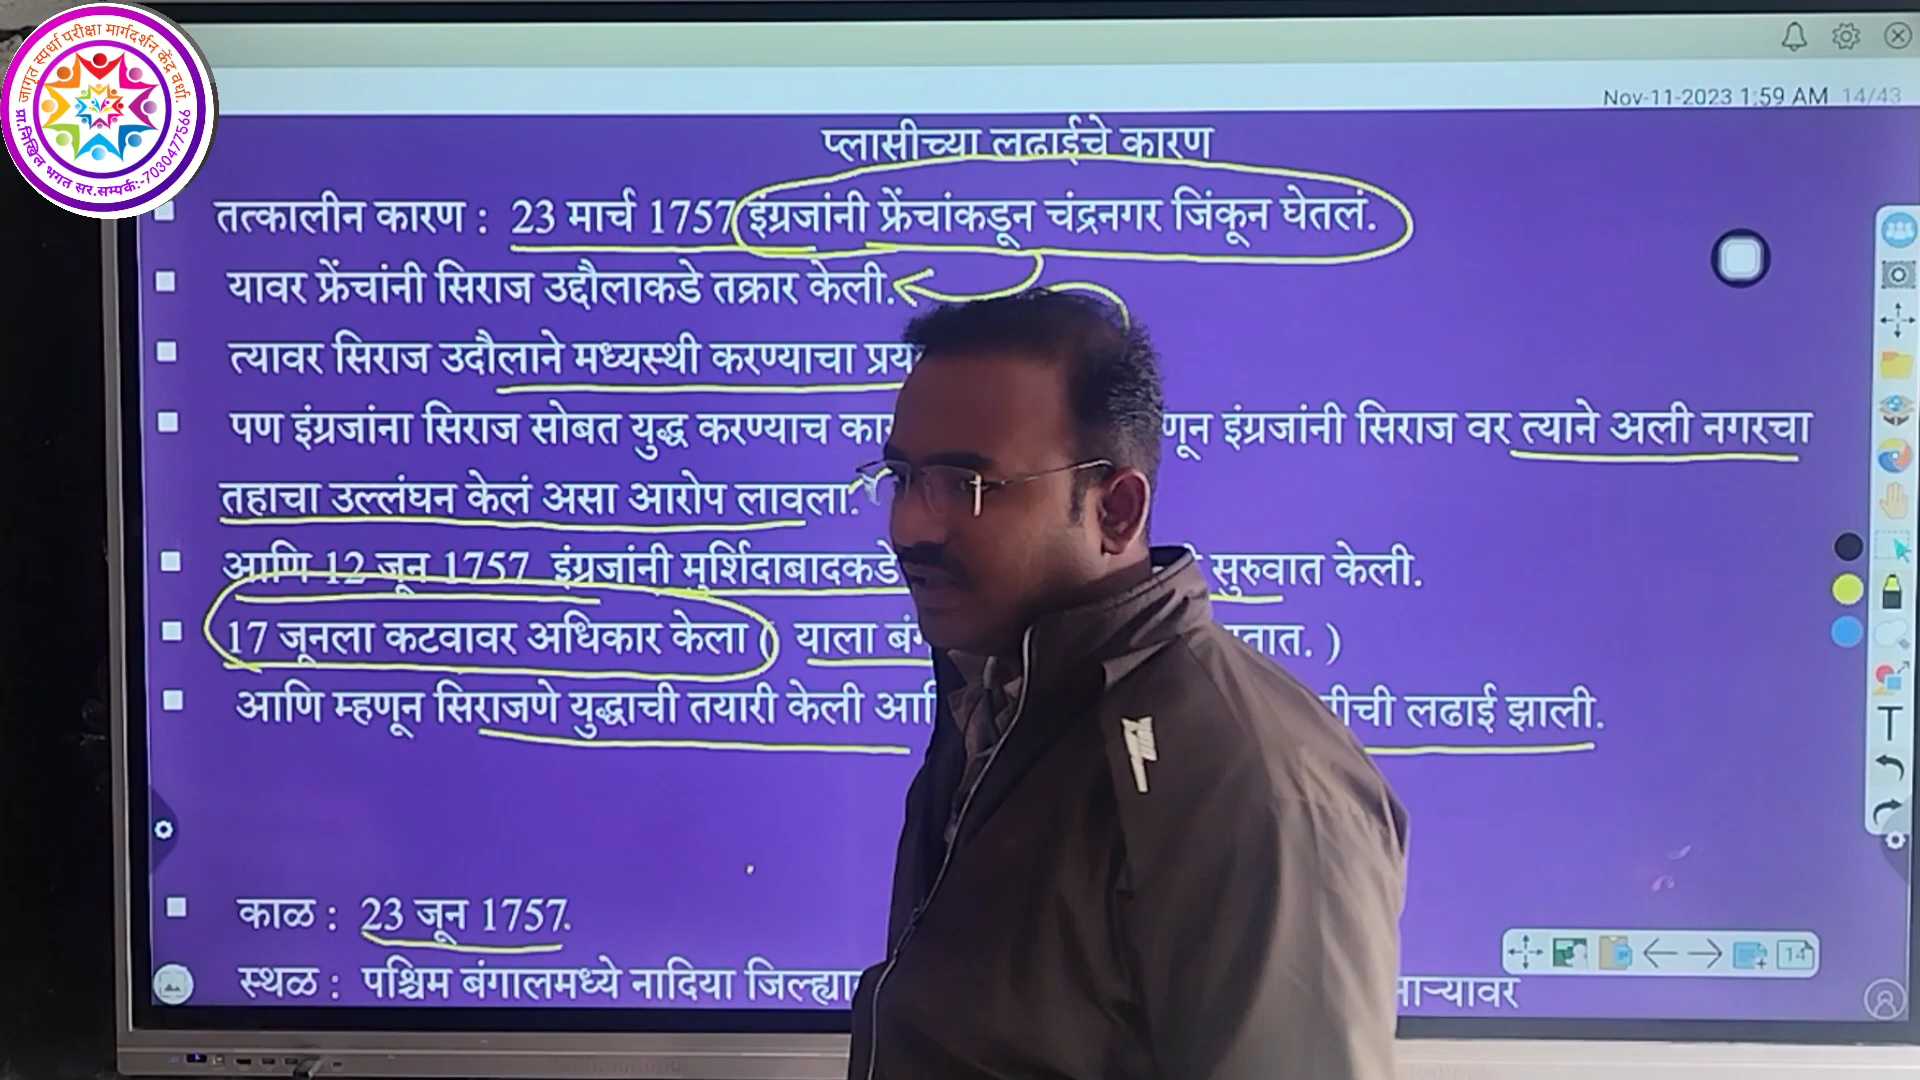 जागृत स्पर्धा परीक्षा मार्गदर्शन केंद्र वर्धा.
प्रा.निखिल भगत सर.सम्पर्क:-7030477566
Nov-11-2023 1:59 AM 14/43
प्लासीच्या लढाईचे कारण
तत्कालीन कारण : 23 मार्च 1757 इंग्रजांनी फ्रेंचांकडून चंद्रनगर जिंकून घेतलं.
यावर फ्रेंचांनी सिराज उद्दौलाकडे तक्रार केली.
त्यावर सिराज उदौलाने मध्यस्थी करण्याचा
पण इंग्रजांना सिराज सोबत युद्ध करण्याच इंग्रजांनी सिराज वर त्याने अली नगरचा
तहाचा उल्लंघन केलं असा आरोप लावला.
आणि 12 जून 1757 इंग्रजांनी मुर्शिदाबादकडे सुरुवात केली.
17 जूनला कटवावर अधिकार केला ( याला )
आणि म्हणून सिराजणे युद्धाची तयारी केली लढाई झाली.
काळ : 23 जून 1757.
स्थळ : पश्चिम बंगालमध्ये नादिया
T
14